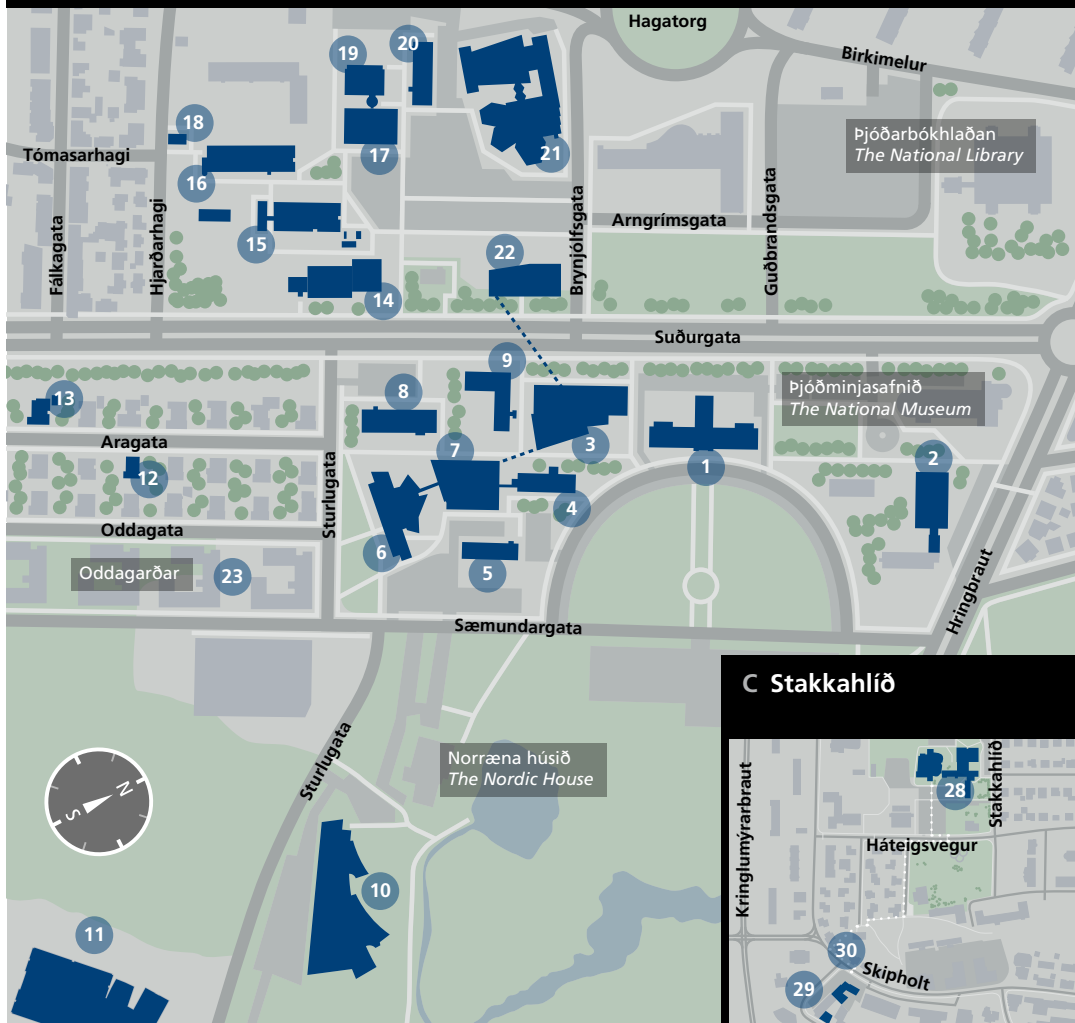 Hagatorg
19
20
Birkimelur
18
Þjóðarbókhlaðan
The National Library
Tómasarhagi
17
21
16
Fálkagata
Hjarðarhagi
15
22
Brynjólfsgata
Arngrímsgata
Guðbrandsgata
14
Suðurgata
9
8
13
Þjóðminjasafnið
The National Museum
Aragata
7
3
1
2
12
Sturlugata
4
Oddagata
6
5
Oddagarðar
23
Hringbraut
Sæmundargata
C Stakkahlíð
Sturlugata
Norræna húsið
The Nordic House
N
S
28
Stakkahlíð
Kringlumýrarbraut
Háteigsvegur
10
11
30
Skipholt
29